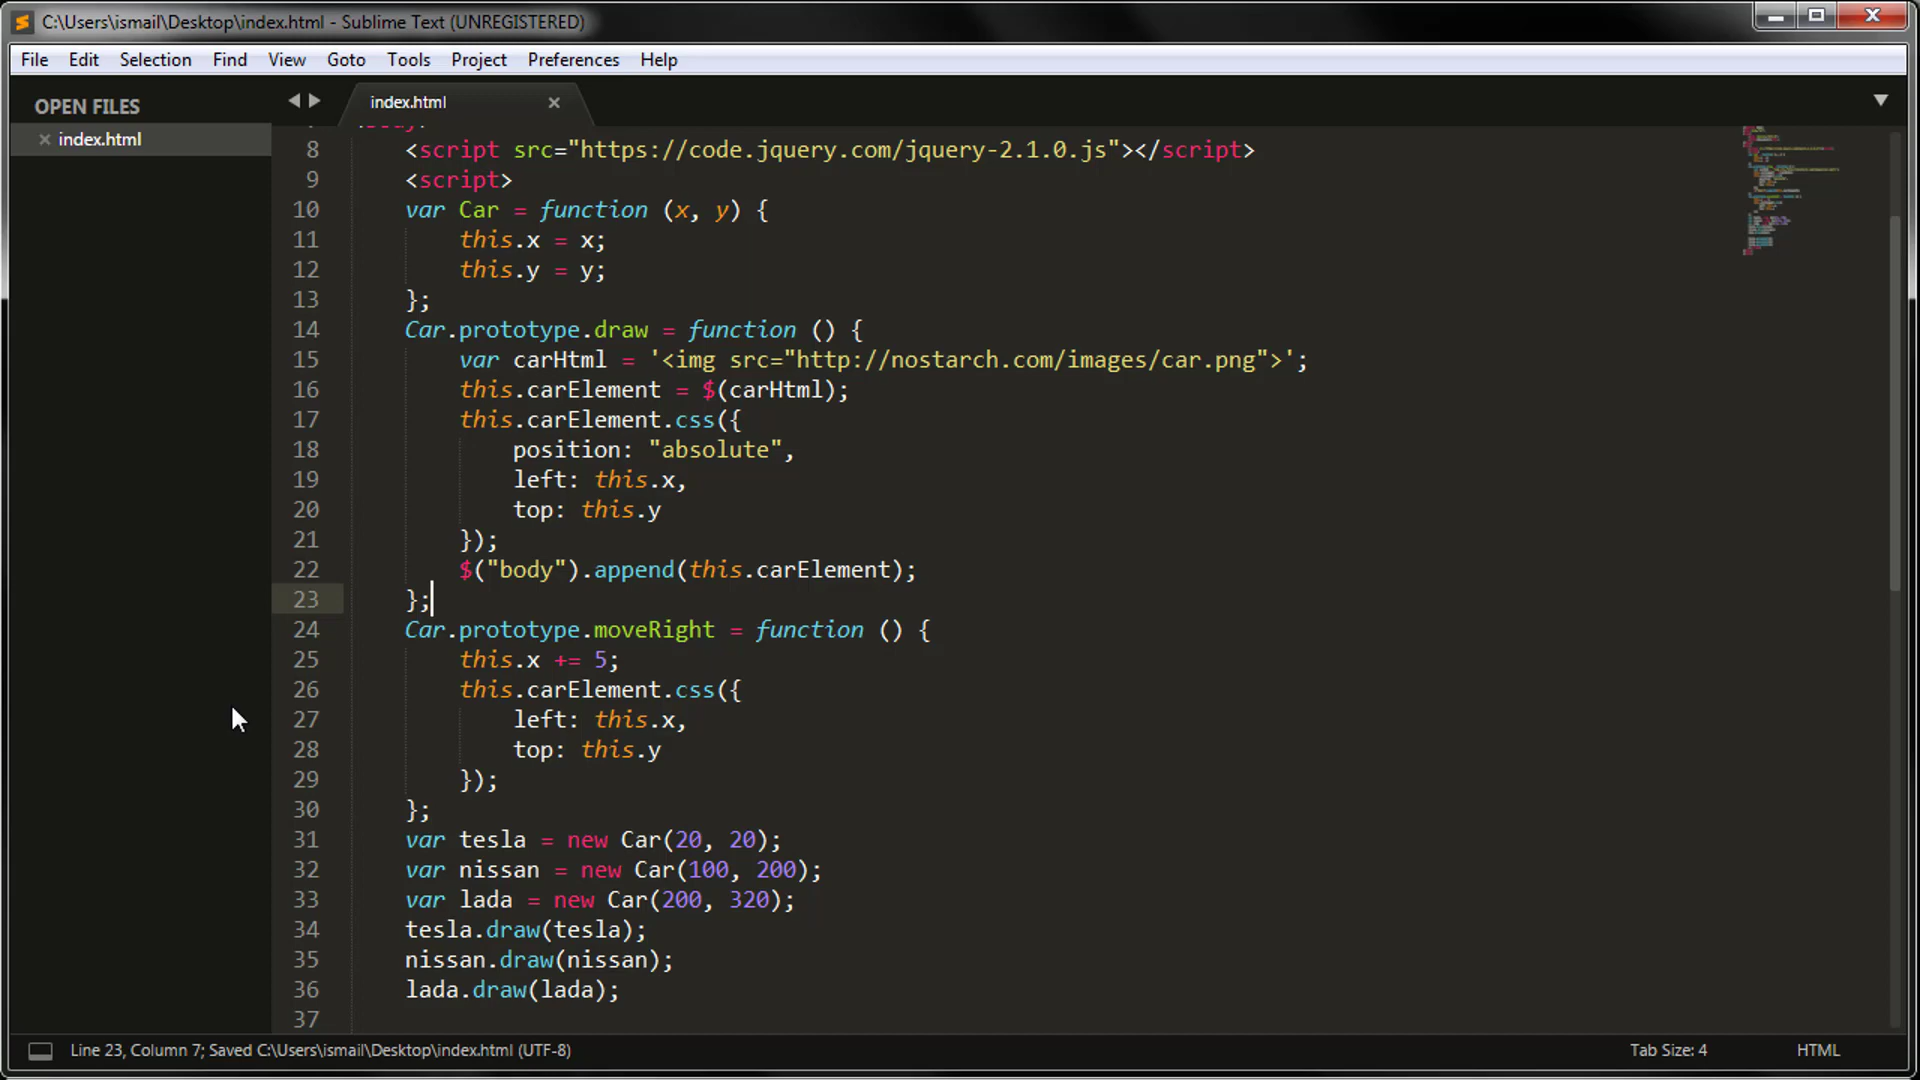 C:\Users\ismail\Desktop\index.html - Sublime Text (UNREGISTERED)
File Edit Selection Find View Goto Tools Project Preferences Help
OPEN FILES
index.html
index.html
8 <script src="https://code.jquery.com/jquery-2.1.0.js"></script>
9 <script>
10 var Car = function (x, y) {
11 this.x = x;
12 this.y = y;
13 };
14 Car.prototype.draw = function () {
15 var carHtml = '<img src="http://nostarch.com/images/car.png">';
16 this.carElement = $(carHtml);
17 this.carElement.css({
18 position: "absolute",
19 left: this.x,
20 top: this.y
21 });
22 $("body").append(this.carElement);
23 };
24 Car.prototype.moveRight = function () {
25 this.x += 5;
26 this.carElement.css({
27 left: this.x,
28 top: this.y
29 });
30 };
31 var tesla = new Car(20, 20);
32 var nissan = new Car(100, 200);
33 var lada = new Car(200, 320);
34 tesla.draw(tesla);
35 nissan.draw(nissan);
36 lada.draw(lada);
37
Line 23, Column 7; Saved C:\Users\ismail\Desktop\index.html (UTF-8)
Tab Size: 4
HTML